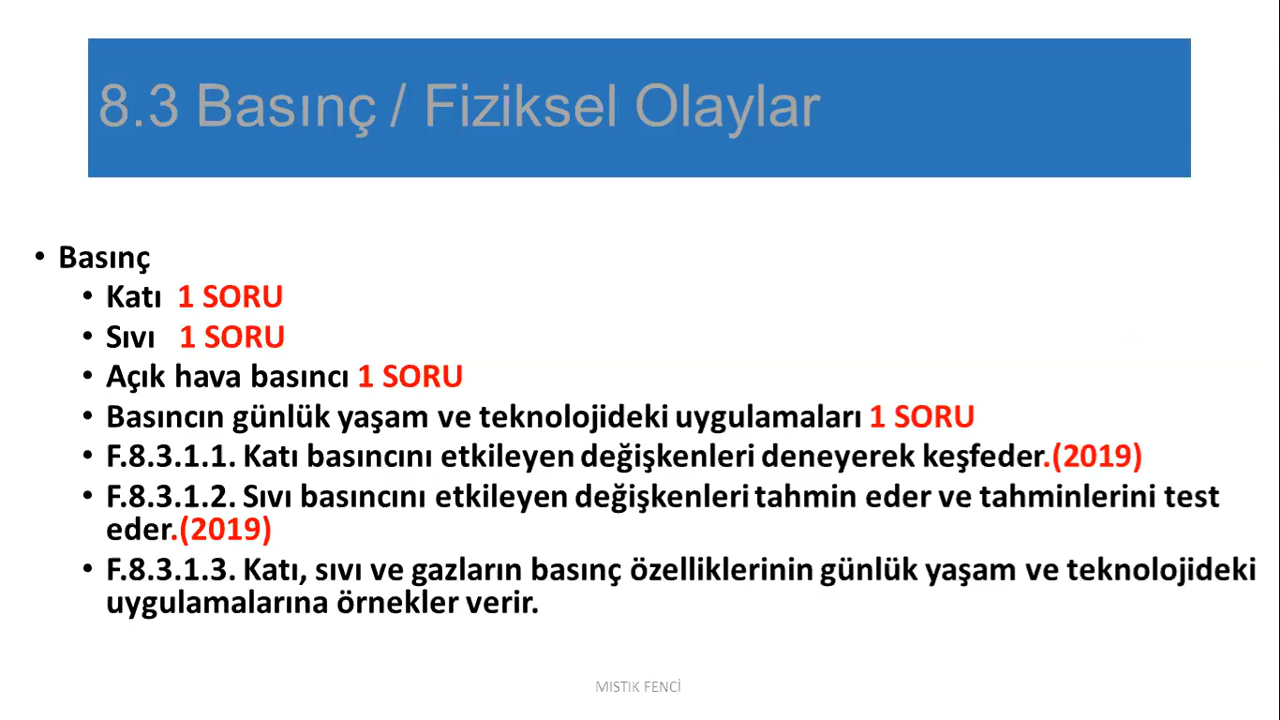 8.3 Basınç / Fiziksel Olaylar
• Basınç
• Katı 1 SORU
• Sıvı 1 SORU
• Açık hava basıncı 1 SORU
• Basıncın günlük yaşam ve teknolojideki uygulamaları 1 SORU
• F.8.3.1.1. Katı basıncını etkileyen değişkenleri deneyerek keşfeder.(2019)
• F.8.3.1.2. Sıvı basıncını etkileyen değişkenleri tahmin eder ve tahminlerini test
eder.(2019)
• F.8.3.1.3. Katı, sıvı ve gazların basınç özelliklerinin günlük yaşam ve teknolojideki
uygulamalarına örnekler verir.
MISTIK FENCİ